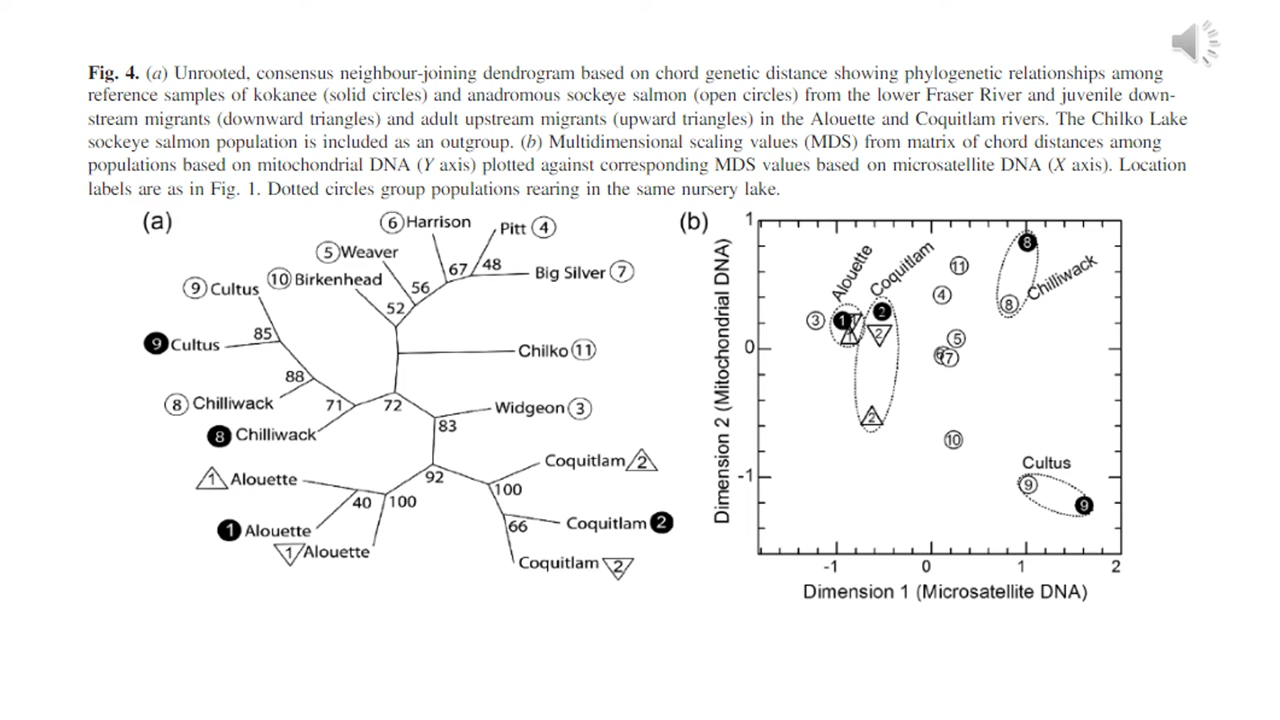 Fig. 4. (a) Unrooted, consensus neighbour-joining dendrogram based on chord genetic distance showing phylogenetic relationships among
reference samples of kokanee (solid circles) and anadromous sockeye salmon (open circles) from the lower Fraser River and juvenile down-
stream migrants (downward triangles) and adult upstream migrants (upward triangles) in the Alouette and Coquitlam rivers. The Chilko Lake
sockeye salmon population is included as an outgroup. (b) Multidimensional scaling values (MDS) from matrix of chord distances among
populations based on mitochondrial DNA (Y axis) plotted against corresponding MDS values based on microsatellite DNA (X axis). Location
labels are as in Fig. 1. Dotted circles group populations rearing in the same nursery lake.
(a)
6 Harrison
Pitt 4
5 Weaver
67
48
Big Silver 7
10 Birkenhead
56
9 Cultus
52
85
9 Cultus
Chilko 11
88
8 Chilliwack
71
72
Widgeon 3
8 Chilliwack
83
Coquitlam 2
1 Alouette
92
100
40
100
1 Alouette
66
Coquitlam 2
1 Alouette
Coquitlam 2
(b)
Dimension 2 (Mitochondrial DNA)
1
0
-1
Alouette
Coquitlam
Chilliwack
8
11
4
8
3
1
1
1
2
2
5
6
7
2
10
Cultus
9
9
-1
0
1
2
Dimension 1 (Microsatellite DNA)